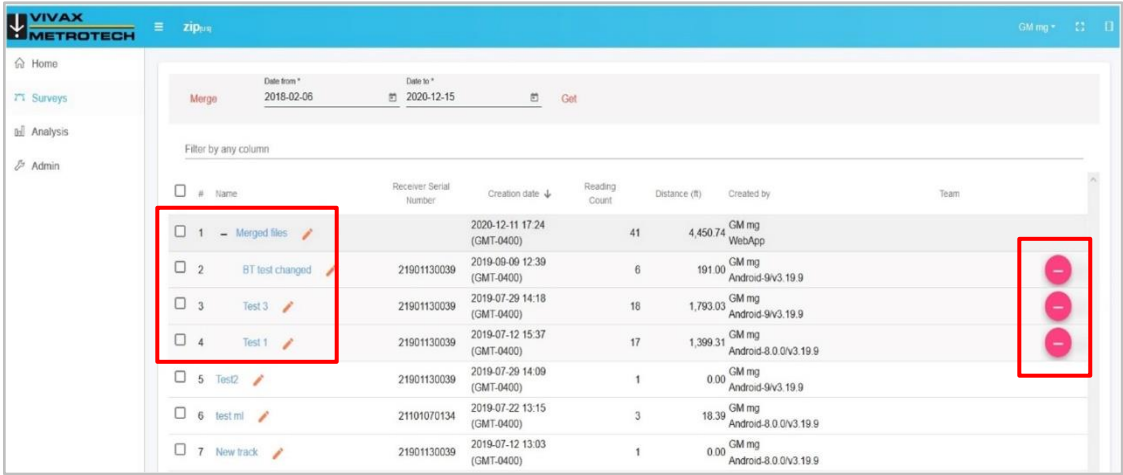 VIVAX
METROTECH
GM mg
Home
Surveys
Analysis
Admin
Date from *
Date to *
Merge 2018-02-06 2020-12-15 Get
Filter by any column
# Name Receiver Serial Number Creation date ↓ Reading Count Distance (ft) Created by Team
1 – Merged files 2020-12-11 17:24 (GMT-0400) 41 4,450.74 GM mg WebApp
2 BT test changed 21901130039 2019-09-09 12:39 (GMT-0400) 6 191.00 GM mg Android-9/v3.19.9
3 Test 3 21901130039 2019-07-29 14:18 (GMT-0400) 18 1,793.03 GM mg Android-9/v3.19.9
4 Test 1 21901130039 2019-07-12 15:37 (GMT-0400) 17 1,399.31 GM mg Android-8.0.0/v3.19.9
5 Test2 21901130039 2019-07-29 14:09 (GMT-0400) 1 0.00 GM mg Android-9/v3.19.9
6 test ml 21101070134 2019-07-22 13:15 (GMT-0400) 3 18.39 GM mg Android-8.0.0/v3.19.9
7 New track 21901130039 2019-07-12 13:03 (GMT-0400) 1 0.00 GM mg Android-8.0.0/v3.19.9